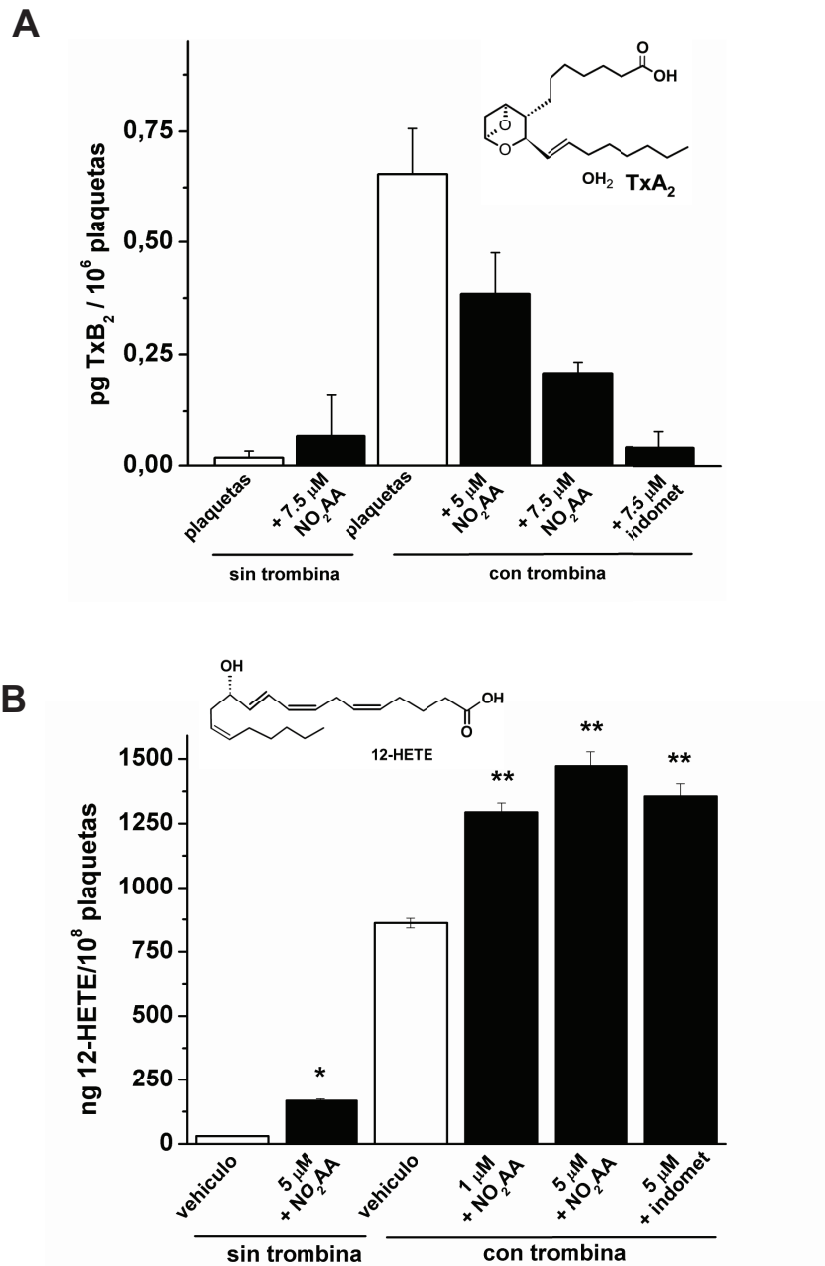 A
O
OH
O
O
OH2 TxA2
pg TxB2 / 10^6 plaquetas
0,75
0,50
0,25
0,00
plaquetas
+ 7.5 µM
NO2AA
plaquetas
+ 5 µM
NO2AA
+ 7.5 µM
NO2AA
+ 7.5 µM
indomet
sin trombina
con trombina
B
OH
OH
O
12-HETE
ng 12-HETE/10^8 plaquetas
1500
1250
1000
750
500
250
0
*
**
**
**
vehiculo
5 µM
+ NO2AA
vehiculo
1 µM
+ NO2AA
5 µM
+ NO2AA
5 µM
+ indomet
sin trombina
con trombina